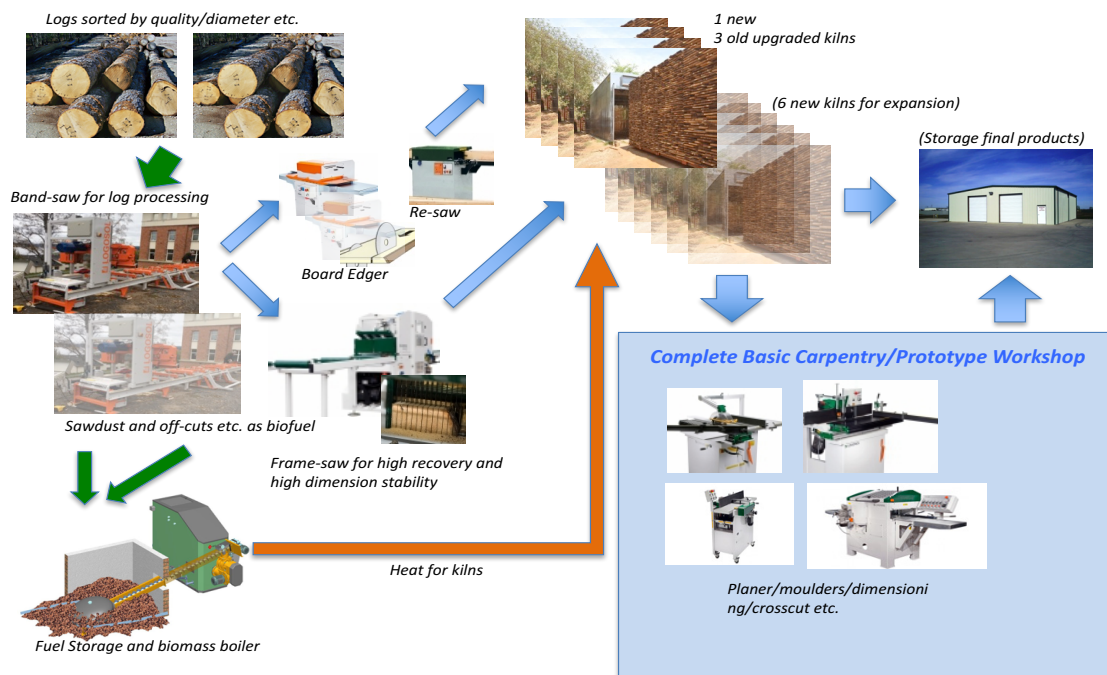 Logs sorted by quality/diameter etc.
1 new
3 old upgraded kilns
(6 new kilns for expansion)
(Storage final products)
Band-saw for log processing
Re-saw
Board Edger
Complete Basic Carpentry/Prototype Workshop
Sawdust and off-cuts etc. as biofuel
Frame-saw for high recovery and
high dimension stability
Heat for kilns
Planer/moulders/dimensioni
ng/crosscut etc.
Fuel Storage and biomass boiler